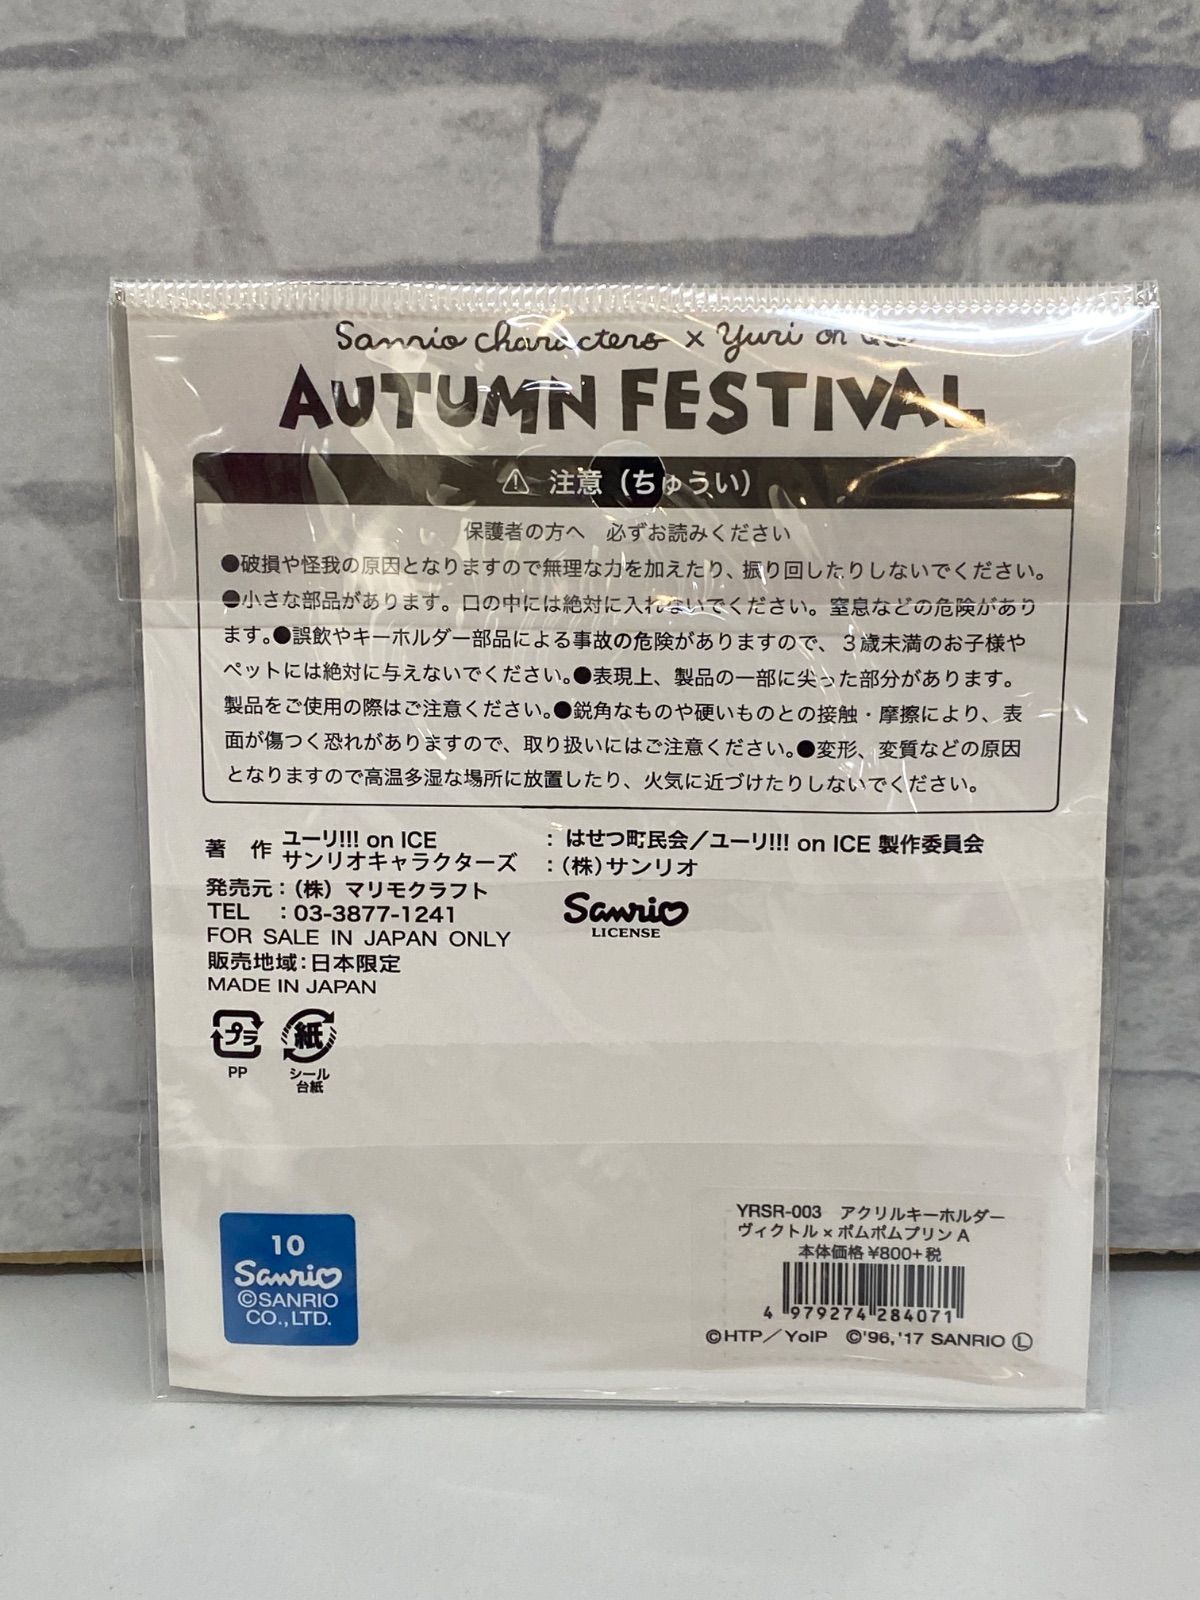 Sanrio characters × Yuri on
AUTUMN FESTIVAL
⚠ 注意（ちゅうい）
保護者の方へ　必ずお読みください
●破損や怪我の原因となりますので無理な力を加えたり、振り回したりしないでください。
●小さな部品があります。口の中には絶対に入れないでください。窒息などの危険があり
ます。●誤飲やキーホルダー部品による事故の危険がありますので、３歳未満のお子様や
ペットには絶対に与えないでください。●表現上、製品の一部に尖った部分があります。
製品をご使用の際はご注意ください。●鋭角なものや硬いものとの接触・摩擦により、表
面が傷つく恐れがありますので、取り扱いにはご注意ください。●変形、変質などの原因
となりますので高温多湿な場所に放置したり、火気に近づけたりしないでください。
著　作 ユーリ!!! on ICE : はせつ町民会／ユーリ!!! on ICE 製作委員会
サンリオキャラクターズ : (株)サンリオ
発売元 : (株) マリモクラフト
TEL : 03-3877-1241
FOR SALE IN JAPAN ONLY
販売地域 : 日本限定
MADE IN JAPAN
Sanrio
LICENSE
プラ 紙
PP シール
台紙
10
Sanrio
©SANRIO
CO.,LTD.
YRSR-003　アクリルキーホルダー
ヴィクトル × ポムポムプリン A
本体価格 ¥800+税
4 979274 284071
©HTP／YoIP　©'96,'17 SANRIO Ⓛ